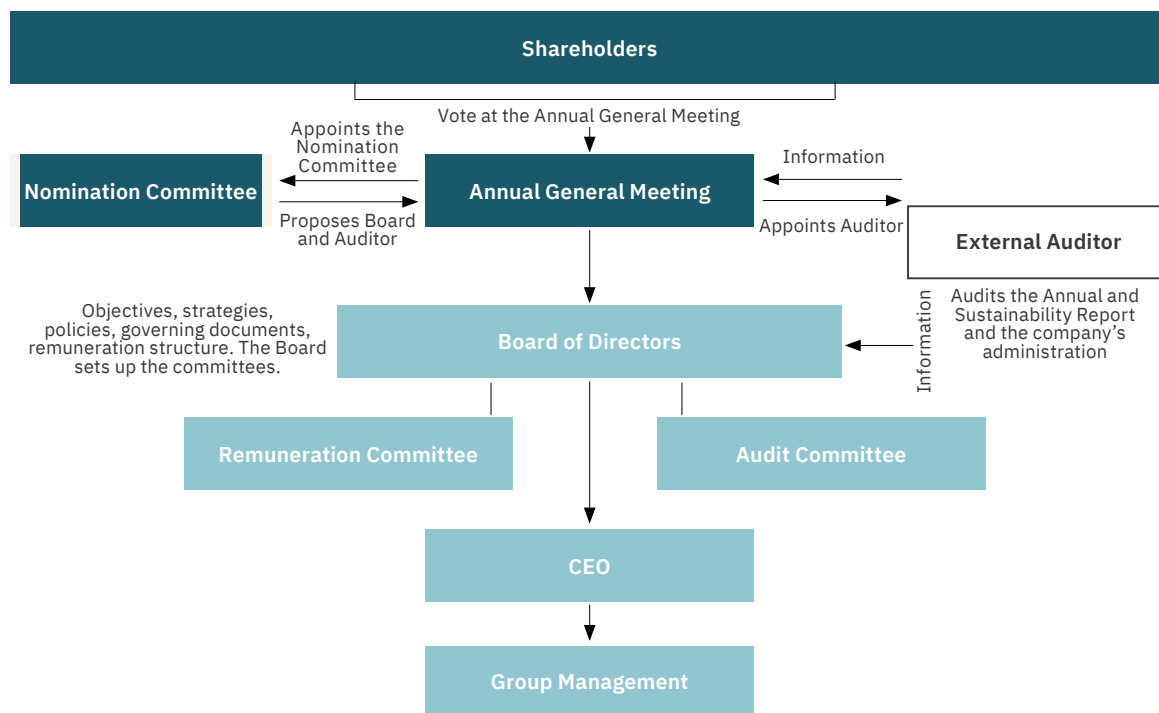 Shareholders
Vote at the Annual General Meeting
Appoints the
Nomination
Committee
Information
Nomination Committee
Annual General Meeting
Proposes Board
and Auditor
Appoints Auditor
External Auditor
Audits the Annual and
Sustainability Report
and the company’s
administration
Information
Objectives, strategies,
policies, governing documents,
remuneration structure. The Board
sets up the committees.
Board of Directors
Remuneration Committee
Audit Committee
CEO
Group Management